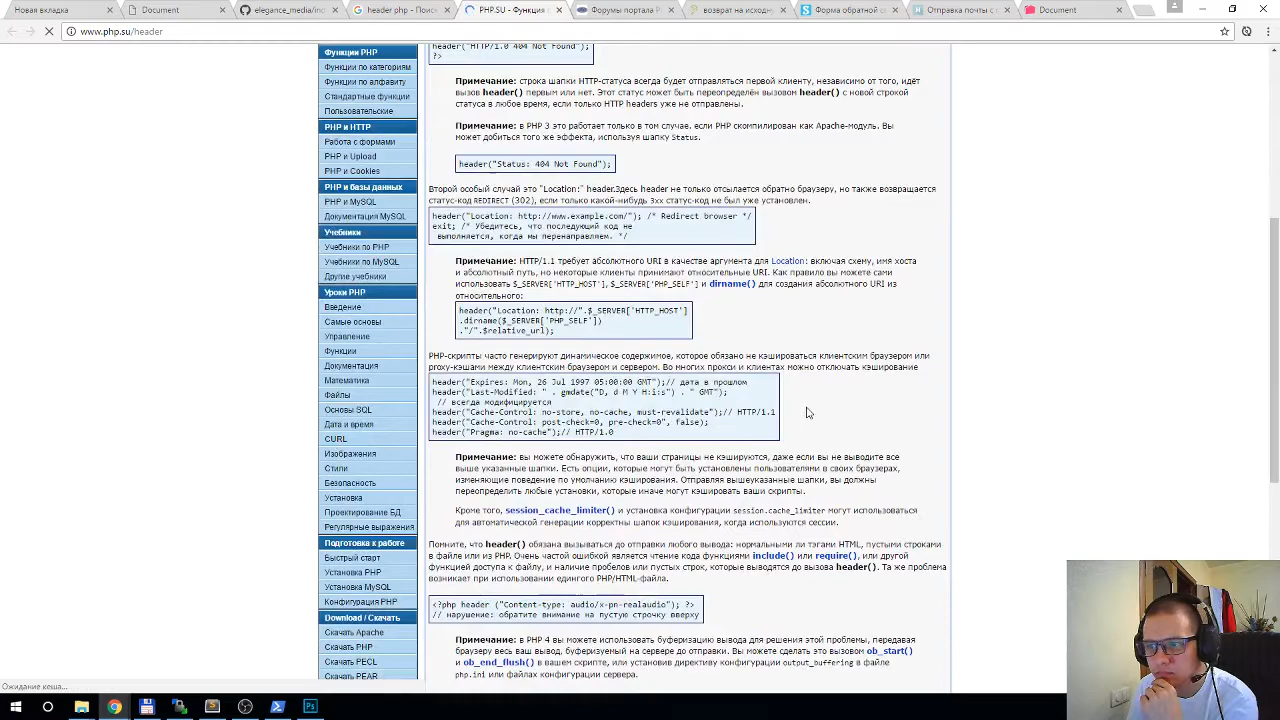 Новая вкладка
Document
elegance_media/ind
header php - Поиск
PHP.SU - Функция h
Форумы портала P
возврат на исходну
Форма обратной с
Отправка почты с
Document
www.php.su/header
Функции PHP
Функции по категориям
Функции по алфавиту
Стандартные функции
Пользовательские
PHP и HTTP
Работа с формами
PHP и Upload
PHP и Cookies
PHP и базы данных
PHP и MySQL
Документация MySQL
Учебники
Учебники по PHP
Учебники по MySQL
Другие учебники
Уроки PHP
Введение
Самые основы
Управление
Функции
Документация
Математика
Файлы
Основы SQL
Дата и время
CURL
Изображения
Стили
Безопасность
Установка
Проектирование БД
Регулярные выражения
Подготовка к работе
Быстрый старт
Установка PHP
Установка MySQL
Конфигурация PHP
Download / Скачать
Скачать Apache
Скачать PHP
Скачать PECL
Скачать PEAR
header("HTTP/1.0 404 Not Found");
?>
Примечание: строка шапки HTTP-статуса всегда будет отправляться первой клиенту, независимо от того, идёт
вызов header() первым или нет. Этот статус может быть переопределён вызовом header() с новой строкой
статуса в любое время, если только HTTP headers уже не отправлены.
Примечание: в PHP 3 это работает только в том случае, если PHP скомпилирован как Apache-модуль. Вы
можете добиться того же эффекта, используя шапку Status.
header("Status: 404 Not Found");
Второй особый случай это "Location:" header.Здесь header не только отсылается обратно браузеру, но также возвращается
статус-код REDIRECT (302), если только какой-нибудь 3xx статус-код не был уже установлен.
header("Location: http://www.example.com/"); /* Redirect browser */
exit; /* Убедитесь, что последующий код не
выполняется, когда мы перенаправляем. */
Примечание: HTTP/1.1 требует абсолютного URI в качестве аргумента для Location: включая схему, имя хоста
и абсолютный путь, но некоторые клиенты принимают относительные URI. Как правило вы можете сами
использовать $_SERVER['HTTP_HOST'], $_SERVER['PHP_SELF'] и dirname() для создания абсолютного URI из
относительного:
header("Location: http://".$_SERVER['HTTP_HOST']
.dirname($_SERVER['PHP_SELF'])
."/".$relative_url);
PHP-скрипты часто генерируют динамическое содержимое, которое обязано не кэшироваться клиентским браузером или
proxy-кэшами между клиентским браузером и сервером. Во многих прокси и клиентах можно отключать кэширование
header("Expires: Mon, 26 Jul 1997 05:00:00 GMT");// дата в прошлом
header("Last-Modified: " . gmdate("D, d M Y H:i:s") . " GMT");
// всегда модифицируется
header("Cache-Control: no-store, no-cache, must-revalidate");// HTTP/1.1
header("Cache-Control: post-check=0, pre-check=0", false);
header("Pragma: no-cache");// HTTP/1.0
Примечание: вы можете обнаружить, что ваши страницы не кэшируются, даже если вы не выводите все
выше указанные шапки. Есть опции, которые могут быть установлены пользователями в своих браузерах,
изменяющие поведение по умолчанию кэширования. Отправляя вышеуказанные шапки, вы должны
переопределить любые установки, которые иначе могут кэшировать ваши скрипты.
Кроме того, session_cache_limiter() и установка конфигурации session.cache_limiter могут использоваться
для автоматической генерации корректны шапок кэширования, когда используются сессии.
Помните, что header() обязана вызываться до отправки любого вывода: нормальными ли тэгами HTML, пустыми строками
в файле или из PHP. Очень частой ошибкой является чтение кода функциями include() или require(), или другой
функцией доступа к файлу, и наличие пробелов или пустых строк, которые выводятся до вызова header(). Та же проблема
возникает при использовании единого PHP/HTML-файла.
<?php header ("Content-type: audio/x-pn-realaudio"); ?>
// нарушение: обратите внимание на пустую строчку вверху
Примечание: в PHP 4 вы можете использовать буферизацию вывода для решения этой проблемы, передавая
браузеру весь ваш вывод, буферизуемый на сервере до отправки. Вы можете сделать это вызовом ob_start()
и ob_end_flush() в вашем скрипте, или установив директиву конфигурации output_buffering в файле
php.ini или файлах конфигурации сервера.
Ожидание кеша...